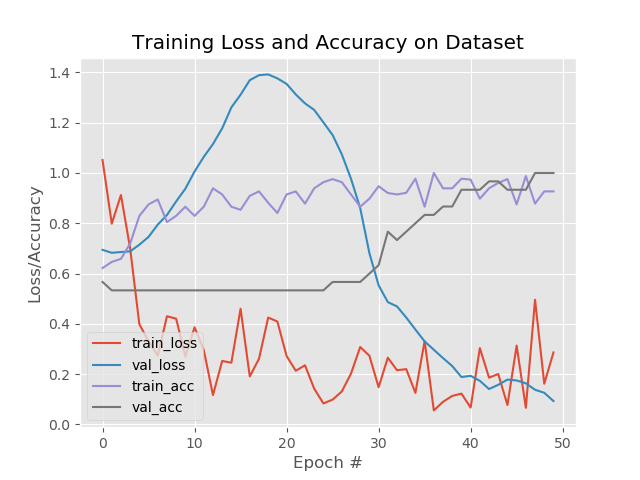 Training Loss and Accuracy on Dataset
1.4
1.2
1.0
0.8
0.6
0.4
0.2
0.0
Loss/Accuracy
train_loss
val_loss
train_acc
val_acc
0 10 20 30 40 50
Epoch #